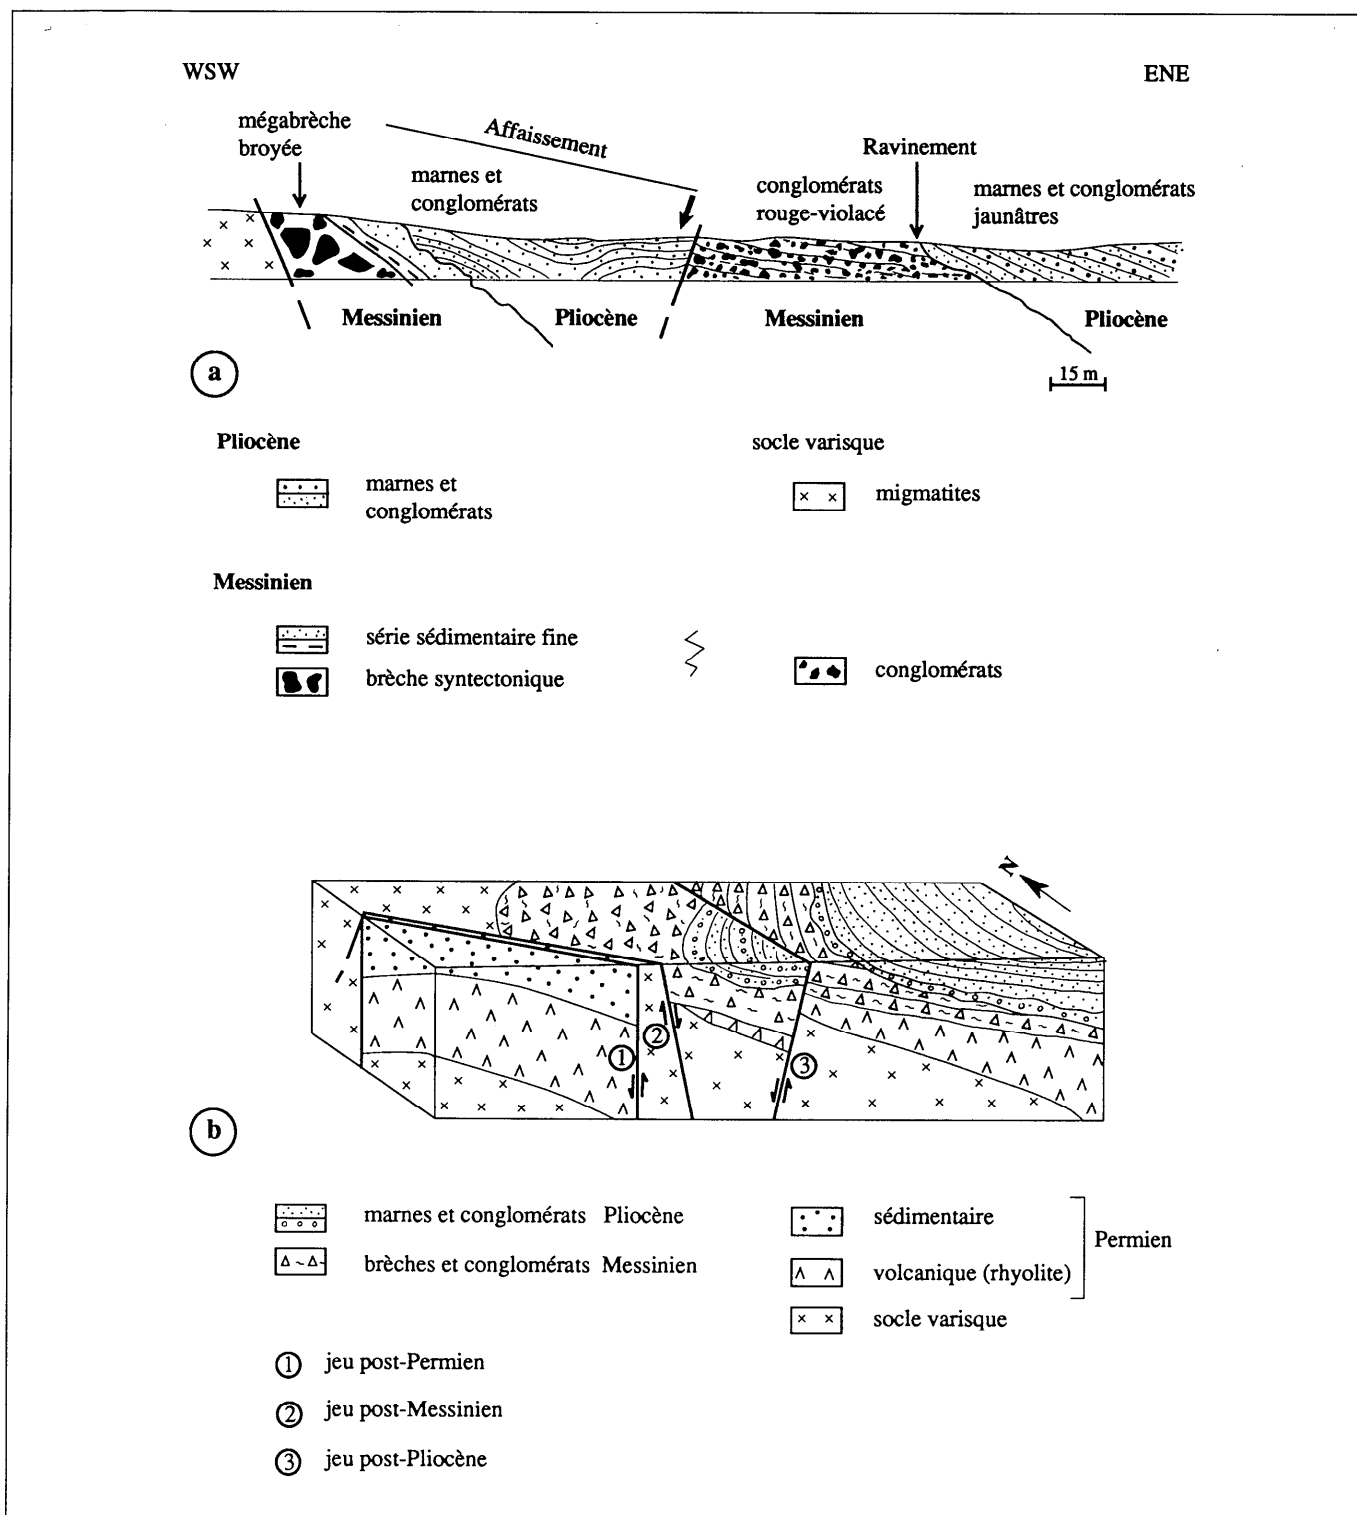 WSW
ENE
mégabrèche
broyée
Affaissement
marnes et
conglomérats
conglomérats
rouge-violacé
Ravinement
marnes et conglomérats
jaunâtres
Messinien
Pliocène
Messinien
Pliocène
a
15 m
Pliocène
marnes et
conglomérats
socle varisque
migmatites
Messinien
série sédimentaire fine
brèche syntectonique
conglomérats
N
1
2
3
b
marnes et conglomérats Pliocène
brèches et conglomérats Messinien
sédimentaire
volcanique (rhyolite)
Permien
socle varisque
1 jeu post-Permien
2 jeu post-Messinien
3 jeu post-Pliocène